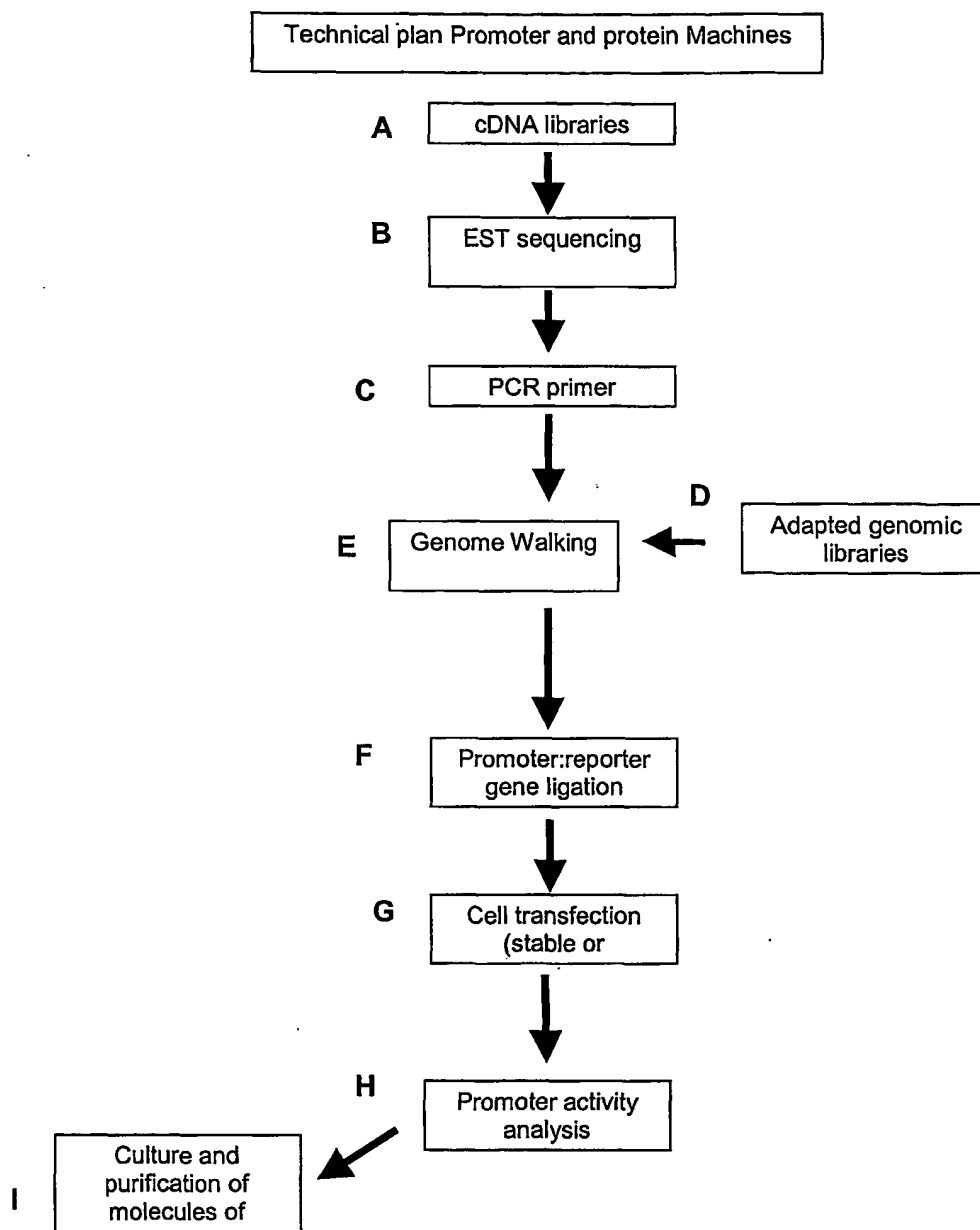 Technical plan Promoter and protein Machines
A
cDNA libraries
B
EST sequencing
C
PCR primer
D
Adapted genomic
libraries
E
Genome Walking
F
Promoter:reporter
gene ligation
G
Cell transfection
(stable or
H
Promoter activity
analysis
I
Culture and
purification of
molecules of